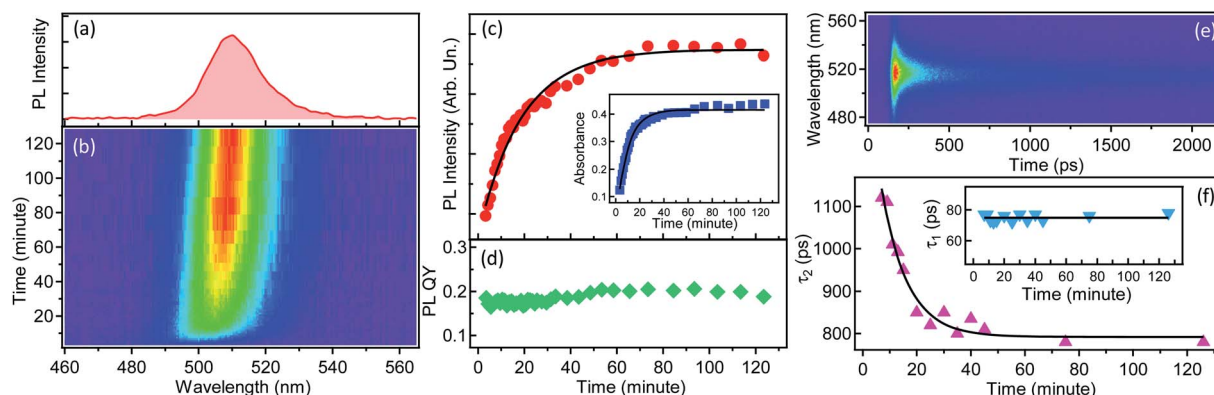 (a)
PL Intensity
(b)
Time (minute)
120
100
80
60
40
20
460 480 500 520 540 560
Wavelength (nm)
(c)
PL Intensity (Arb. Un.)
Absorbance
0.4
0.3
0.2
0.1
0 20 40 60 80 100 120
Time (minute)
(d)
PL QY
0.3
0.2
0.1
0 20 40 60 80 100 120
Time (minute)
(e)
Wavelength (nm)
560
520
480
500 1000 1500 2000
Time (ps)
(f)
τ2 (ps)
1100
1000
900
800
τ1 (ps)
80
60
0 20 40 60 80 100 120
Time (minute)
0 20 40 60 80 100 120
Time (minute)